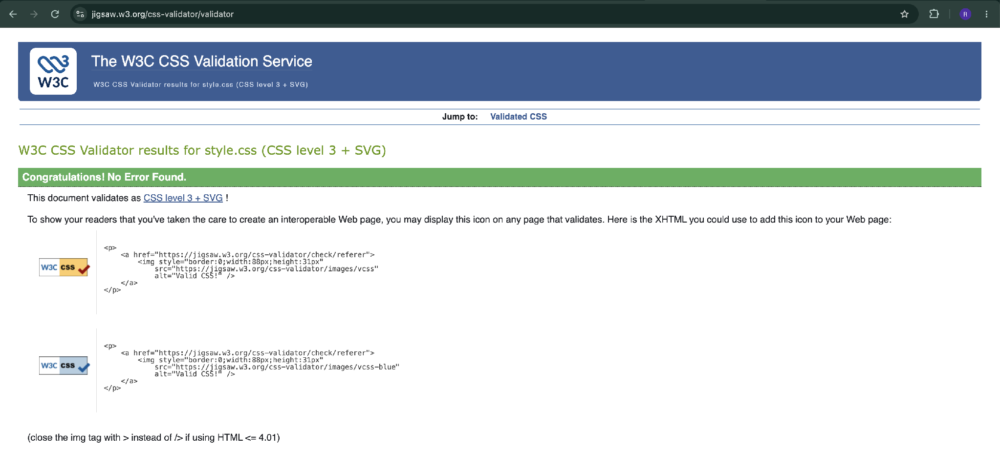 jigsaw.w3.org/css-validator/validator
R
W3C
The W3C CSS Validation Service
W3C CSS Validator results for style.css (CSS level 3 + SVG)
Jump to: Validated CSS
W3C CSS Validator results for style.css (CSS level 3 + SVG)
Congratulations! No Error Found.
This document validates as CSS level 3 + SVG !
To show your readers that you've taken the care to create an interoperable Web page, you may display this icon on any page that validates. Here is the XHTML you could use to add this icon to your Web page:
W3C css
<p>
    <a href="https://jigsaw.w3.org/css-validator/check/referer">
        <img style="border:0;width:88px;height:31px"
            src="https://jigsaw.w3.org/css-validator/images/vcss"
            alt="Valid CSS!" />
    </a>
</p>
W3C css
<p>
    <a href="https://jigsaw.w3.org/css-validator/check/referer">
        <img style="border:0;width:88px;height:31px"
            src="https://jigsaw.w3.org/css-validator/images/vcss-blue"
            alt="Valid CSS!" />
    </a>
</p>
(close the img tag with > instead of /> if using HTML <= 4.01)